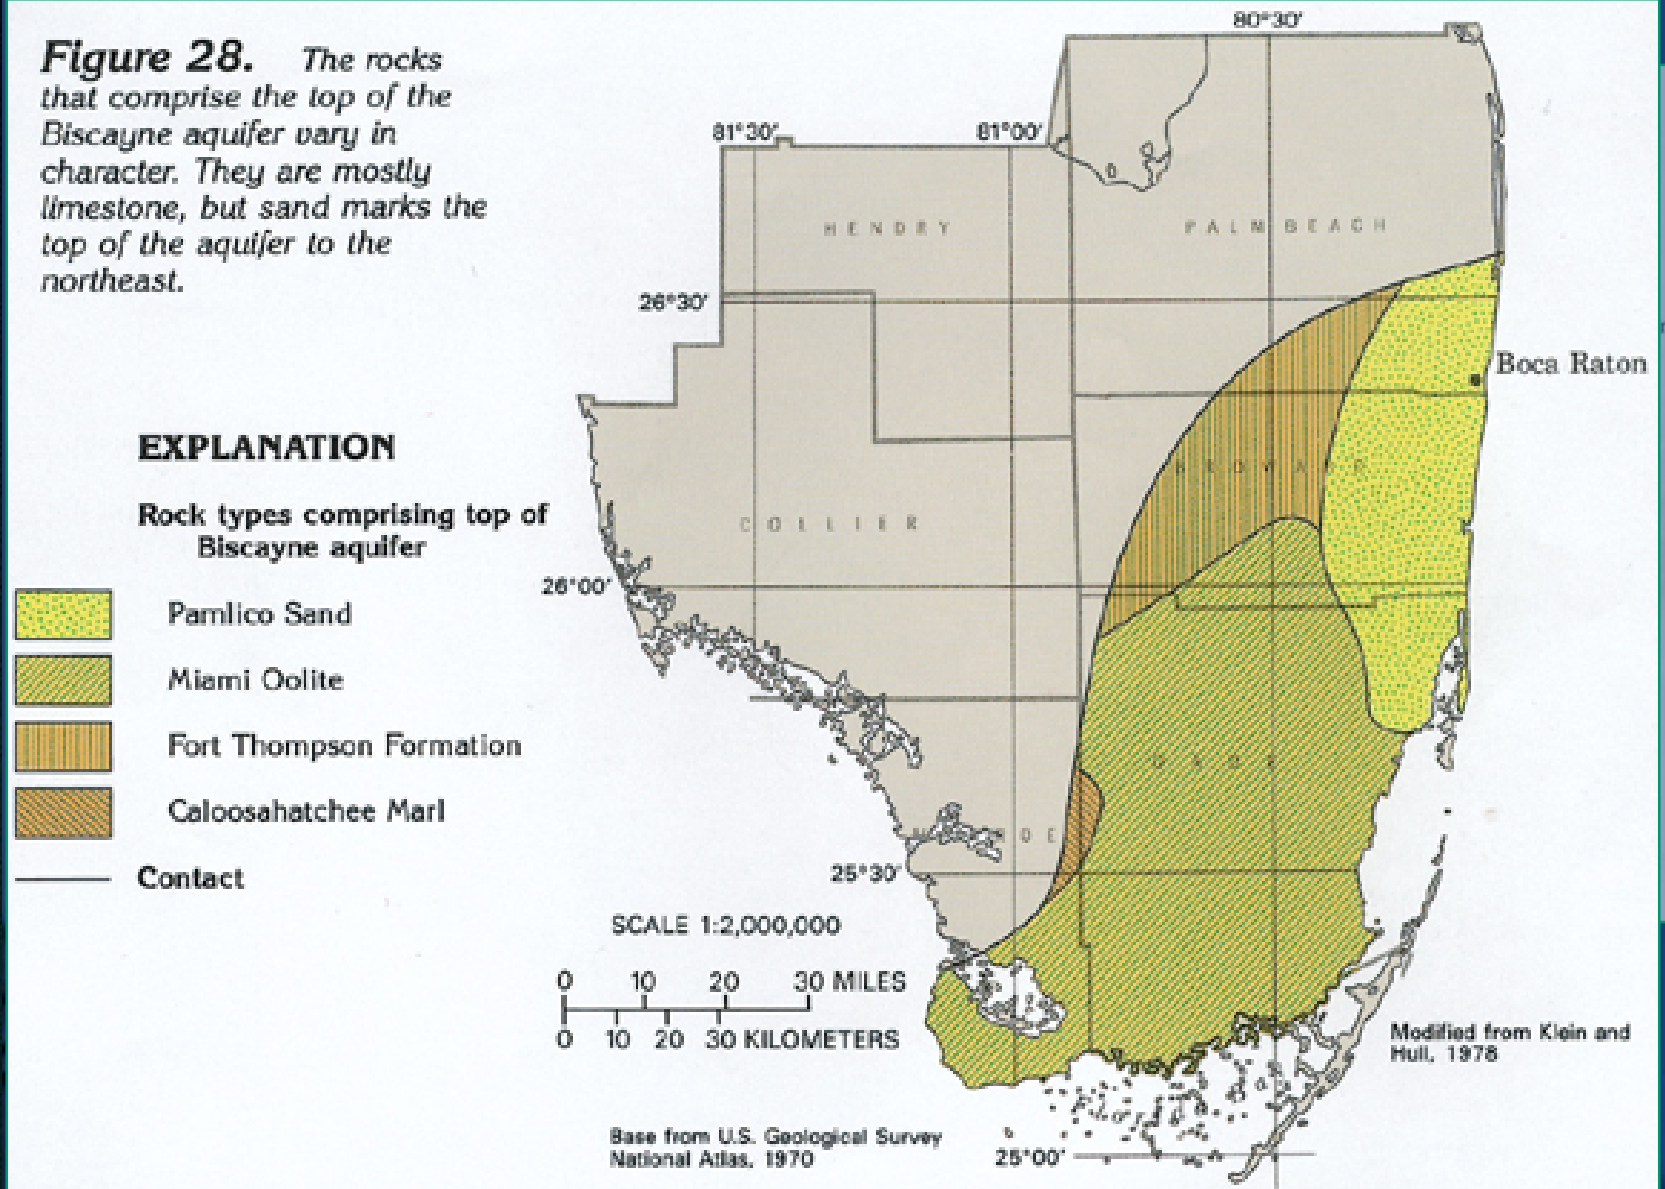 Figure 28. The rocks
that comprise the top of the
Biscayne aquifer vary in
character. They are mostly
limestone, but sand marks the
top of the aquifer to the
northeast.
EXPLANATION
Rock types comprising top of
Biscayne aquifer
Pamlico Sand
Miami Oolite
Fort Thompson Formation
Caloosahatchee Marl
Contact
80°30'
81°30'
81°00'
HENDRY
PALM BEACH
26°30'
Boca Raton
BROWARD
COLLIER
26°00'
DADE
MONROE
25°30'
SCALE 1:2,000,000
0 10 20 30 MILES
0 10 20 30 KILOMETERS
Modified from Klein and
Hull, 1978
Base from U.S. Geological Survey
National Atlas, 1970
25°00'